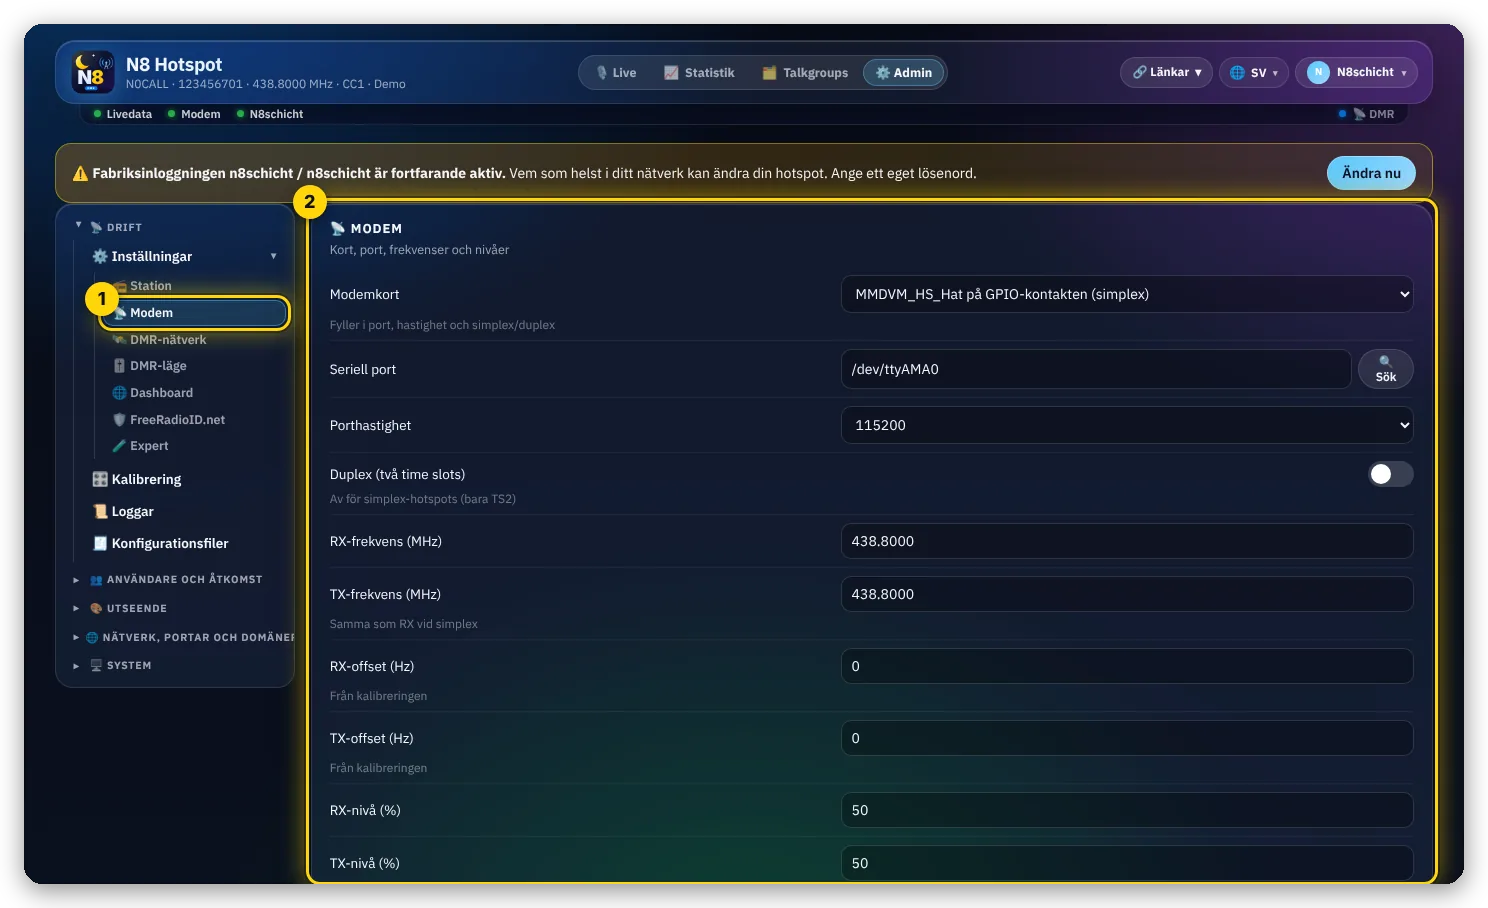 N8 Hotspot
N0CALL · 123456701 · 438.8000 MHz · CC1 · Demo
Live
Statistik
Talkgroups
Admin
Länkar ▾
SV ▾
N N8schicht ▾
Livedata
Modem
N8schicht
DMR
Fabriksinloggningen n8schicht / n8schicht är fortfarande aktiv. Vem som helst i ditt nätverk kan ändra din hotspot. Ange ett eget lösenord.
Ändra nu
DRIFT
Inställningar
Station
1
Modem
DMR-nätverk
DMR-läge
Dashboard
FreeRadioID.net
Expert
Kalibrering
Loggar
Konfigurationsfiler
ANVÄNDARE OCH ÅTKOMST
UTSEENDE
NÄTVERK, PORTAR OCH DOMÄNER
SYSTEM
2
MODEM
Kort, port, frekvenser och nivåer
Modemkort
MMDVM_HS_Hat på GPIO-kontakten (simplex)
Fyller i port, hastighet och simplex/duplex
Seriell port
/dev/ttyAMA0
Sök
Porthastighet
115200
Duplex (två time slots)
Av för simplex-hotspots (bara TS2)
RX-frekvens (MHz)
438.8000
TX-frekvens (MHz)
438.8000
Samma som RX vid simplex
RX-offset (Hz)
0
Från kalibreringen
TX-offset (Hz)
0
Från kalibreringen
RX-nivå (%)
50
TX-nivå (%)
50